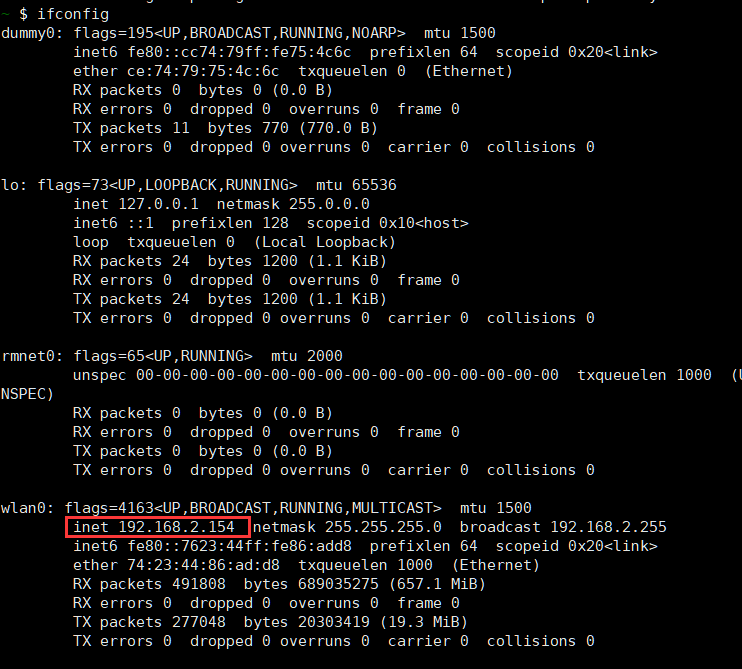 ~ $ ifconfig
dummy0: flags=195<UP,BROADCAST,RUNNING,NOARP>  mtu 1500
        inet6 fe80::cc74:79ff:fe75:4c6c  prefixlen 64  scopeid 0x20<link>
        ether ce:74:79:75:4c:6c  txqueuelen 0  (Ethernet)
        RX packets 0  bytes 0 (0.0 B)
        RX errors 0  dropped 0  overruns 0  frame 0
        TX packets 11  bytes 770 (770.0 B)
        TX errors 0  dropped 0 overruns 0  carrier 0  collisions 0
lo: flags=73<UP,LOOPBACK,RUNNING>  mtu 65536
        inet 127.0.0.1  netmask 255.0.0.0
        inet6 ::1  prefixlen 128  scopeid 0x10<host>
        loop  txqueuelen 0  (Local Loopback)
        RX packets 24  bytes 1200 (1.1 KiB)
        RX errors 0  dropped 0  overruns 0  frame 0
        TX packets 24  bytes 1200 (1.1 KiB)
        TX errors 0  dropped 0 overruns 0  carrier 0  collisions 0
rmnet0: flags=65<UP,RUNNING>  mtu 2000
        unspec 00-00-00-00-00-00-00-00-00-00-00-00-00-00-00-00  txqueuelen 1000  (U
NSPEC)
        RX packets 0  bytes 0 (0.0 B)
        RX errors 0  dropped 0  overruns 0  frame 0
        TX packets 0  bytes 0 (0.0 B)
        TX errors 0  dropped 0 overruns 0  carrier 0  collisions 0
wlan0: flags=4163<UP,BROADCAST,RUNNING,MULTICAST>  mtu 1500
        inet 192.168.2.154  netmask 255.255.255.0  broadcast 192.168.2.255
        inet6 fe80::7623:44ff:fe86:add8  prefixlen 64  scopeid 0x20<link>
        ether 74:23:44:86:ad:d8  txqueuelen 1000  (Ethernet)
        RX packets 491808  bytes 689035275 (657.1 MiB)
        RX errors 0  dropped 0  overruns 0  frame 0
        TX packets 277048  bytes 20303419 (19.3 MiB)
        TX errors 0  dropped 0 overruns 0  carrier 0  collisions 0